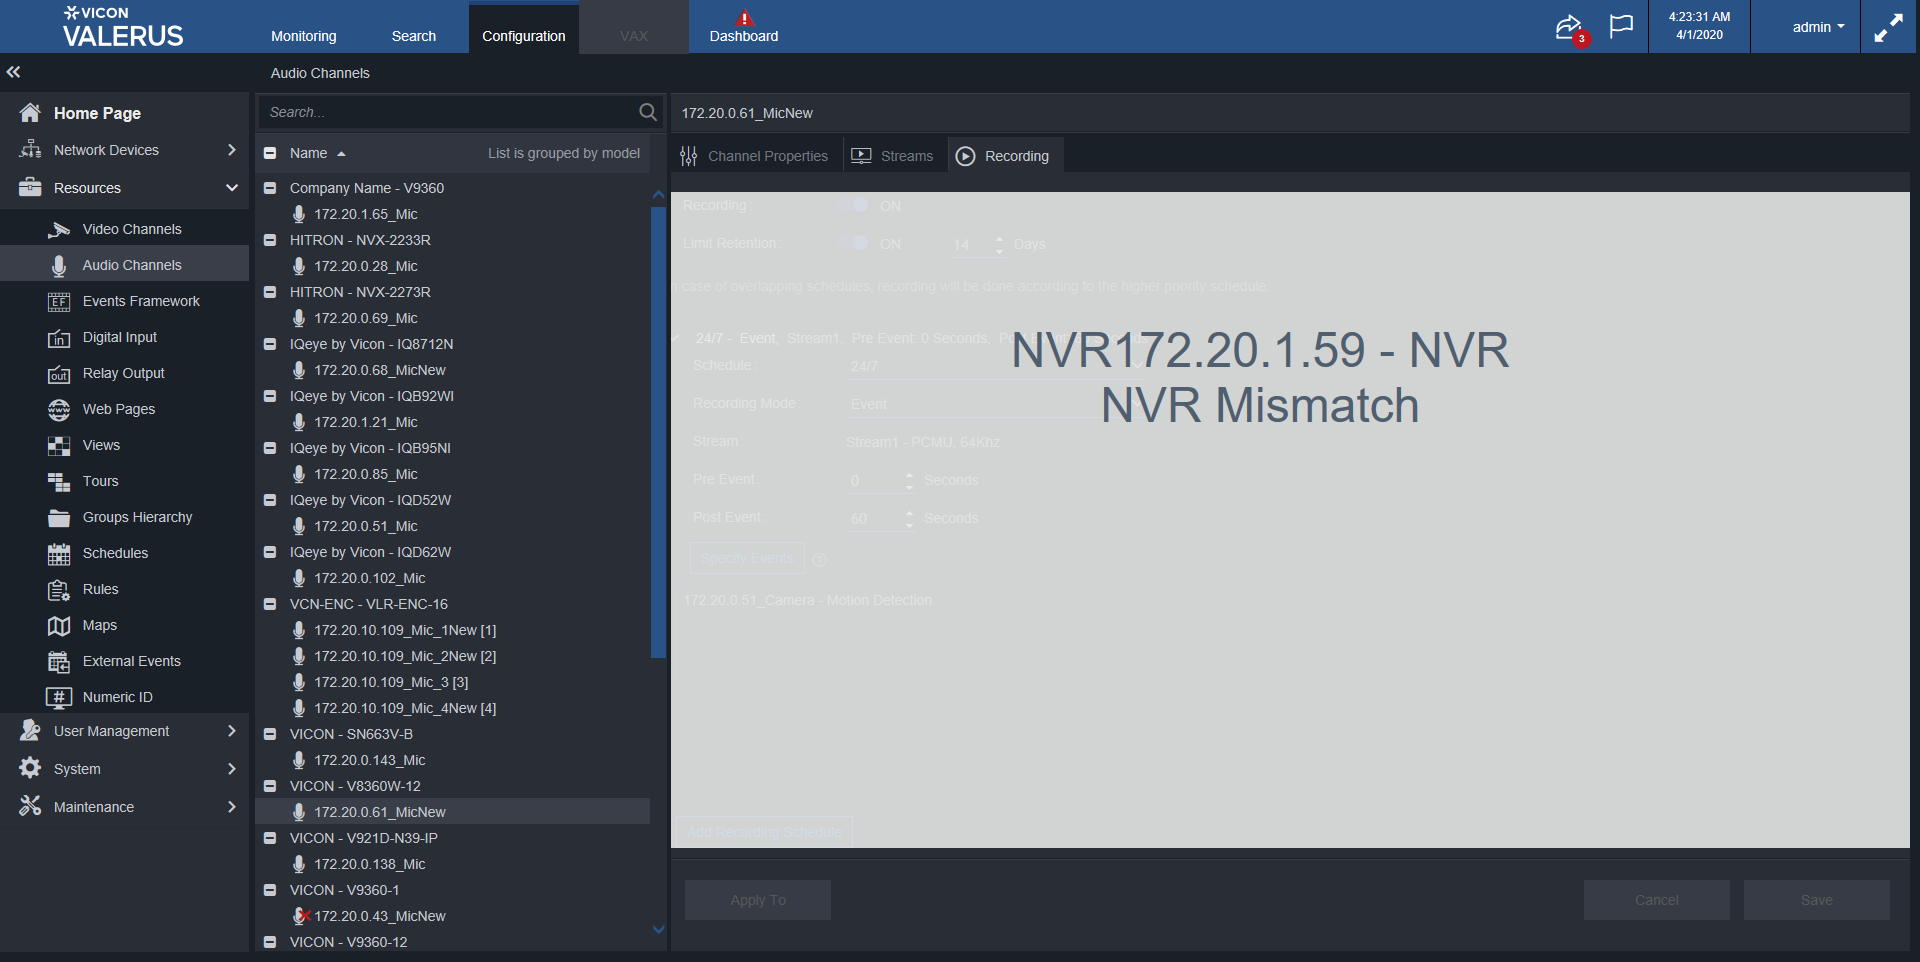 VICON
VALERUS
Monitoring
Search
Configuration
VAX
Dashboard
3
4:23:31 AM
4/1/2020
admin
Audio Channels
Home Page
Network Devices
Resources
Video Channels
Audio Channels
EF Events Framework
in Digital Input
out Relay Output
www Web Pages
Views
Tours
Groups Hierarchy
Schedules
Rules
Maps
External Events
# Numeric ID
User Management
System
Maintenance
Search...
Name List is grouped by model
Company Name - V9360
172.20.1.65_Mic
HITRON - NVX-2233R
172.20.0.28_Mic
HITRON - NVX-2273R
172.20.0.69_Mic
IQeye by Vicon - IQ8712N
172.20.0.68_MicNew
IQeye by Vicon - IQB92WI
172.20.1.21_Mic
IQeye by Vicon - IQB95NI
172.20.0.85_Mic
IQeye by Vicon - IQD52W
172.20.0.51_Mic
IQeye by Vicon - IQD62W
172.20.0.102_Mic
VCN-ENC - VLR-ENC-16
172.20.10.109_Mic_1New [1]
172.20.10.109_Mic_2New [2]
172.20.10.109_Mic_3 [3]
172.20.10.109_Mic_4New [4]
VICON - SN663V-B
172.20.0.143_Mic
VICON - V8360W-12
172.20.0.61_MicNew
VICON - V921D-N39-IP
172.20.0.138_Mic
VICON - V9360-1
172.20.0.43_MicNew
VICON - V9360-12
172.20.0.61_MicNew
Channel Properties
Streams
Recording
Recording: ON
Limit Retention: ON 14 Days
n case of overlapping schedules, recording will be done according to the higher priority schedule.
24/7 - Event, Stream1, Pre Event: 0 Seconds,
NVR172.20.1.59 - NVR
NVR Mismatch
Schedule 24/7
Recording Mode Event
Stream Stream1 - PCMU, 64Khz
Pre Event: 0 Seconds
Post Event: 60 Seconds
Specify Events
172.20.0.51_Camera - Motion Detection
Add Recording Schedule
Apply To
Cancel
Save